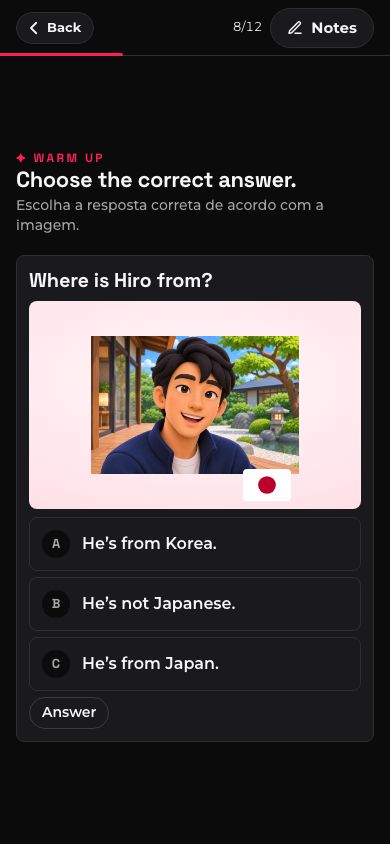 Back
8/12
Notes
WARM UP
Choose the correct answer.
Escolha a resposta correta de acordo com a
imagem.
Where is Hiro from?
A
He's from Korea.
B
He's not Japanese.
C
He's from Japan.
Answer